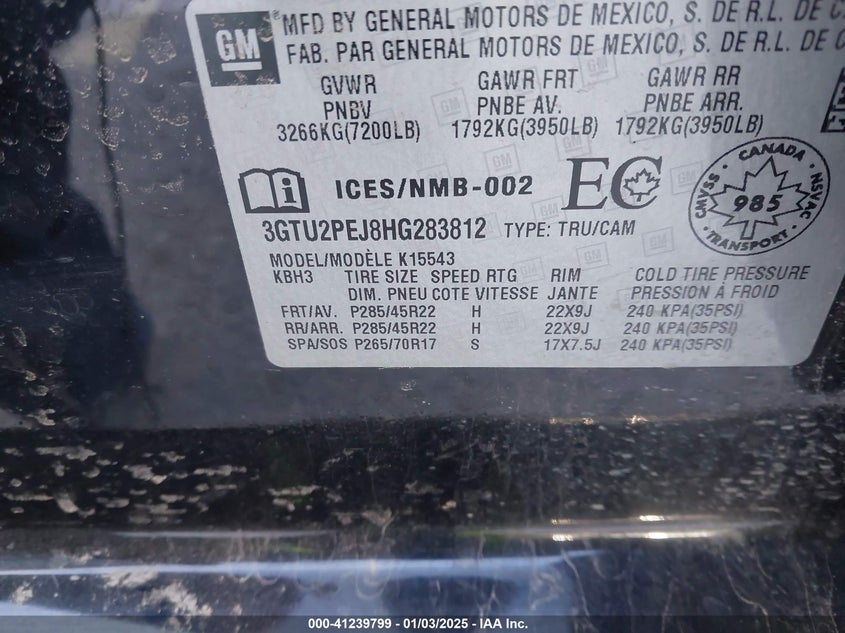 GM
MFD BY GENERAL MOTORS DE MEXICO, S. DE R.L. DE C
FAB. PAR GENERAL MOTORS DE MEXICO, S. DE R.L. DE C
GVWR GAWR FRT GAWR RR
PNBV PNBE AV. PNBE ARR.
3266KG(7200LB) 1792KG(3950LB) 1792KG(3950LB)
i ICES/NMB-002 EC
CANADA
CMVSS 985 NSVAC
TRANSPORT
3GTU2PEJ8HG283812 TYPE: TRU/CAM
MODEL/MODÈLE K15543
KBH3 TIRE SIZE SPEED RTG RIM COLD TIRE PRESSURE
DIM. PNEU COTE VITESSE JANTE PRESSION À FROID
FRT/AV. P285/45R22 H 22X9J 240 KPA(35PSI)
RR/ARR. P285/45R22 H 22X9J 240 KPA(35PSI)
SPA/SOS P265/70R17 S 17X7.5J 240 KPA(35PSI)
000-41239799 - 01/03/2025 - IAA Inc.